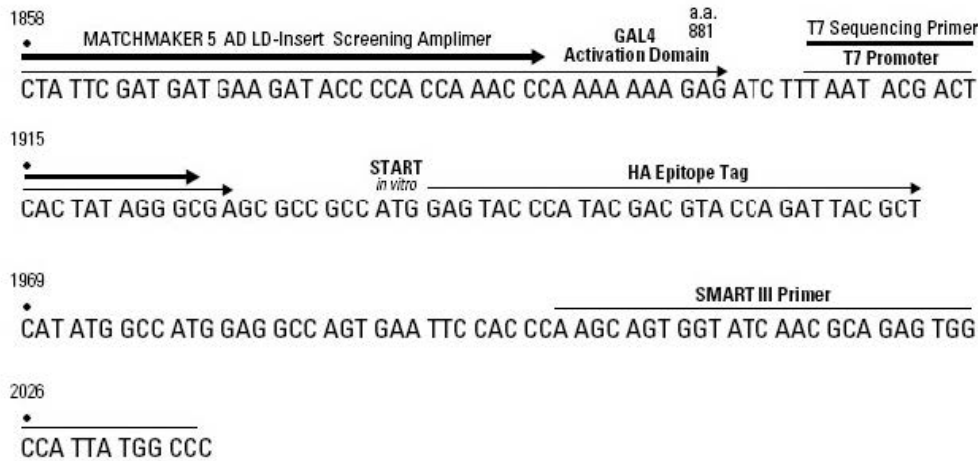 1858 a.a.
MATCHMAKER 5 AD LD-Insert Screening Amplimer GAL4 881 T7 Sequencing Primer
Activation Domain T7 Promoter
CTA TTC GAT GAT GAA GAT ACC CCA CCA AAC CCA AAA AAA GAG ATC TTT AAT ACG ACT
1915
START HA Epitope Tag
in vitro
CAC TAT AGG GCG AGC GCC GCC ATG GAG TAC CCA TAC GAC GTA CCA GAT TAC GCT
1969
SMART III Primer
CAT ATG GCC ATG GAG GCC AGT GAA TTC CAC CCA AGC AGT GGT ATC AAC GCA GAG TGG
2026
CCA TTA TGG CCC